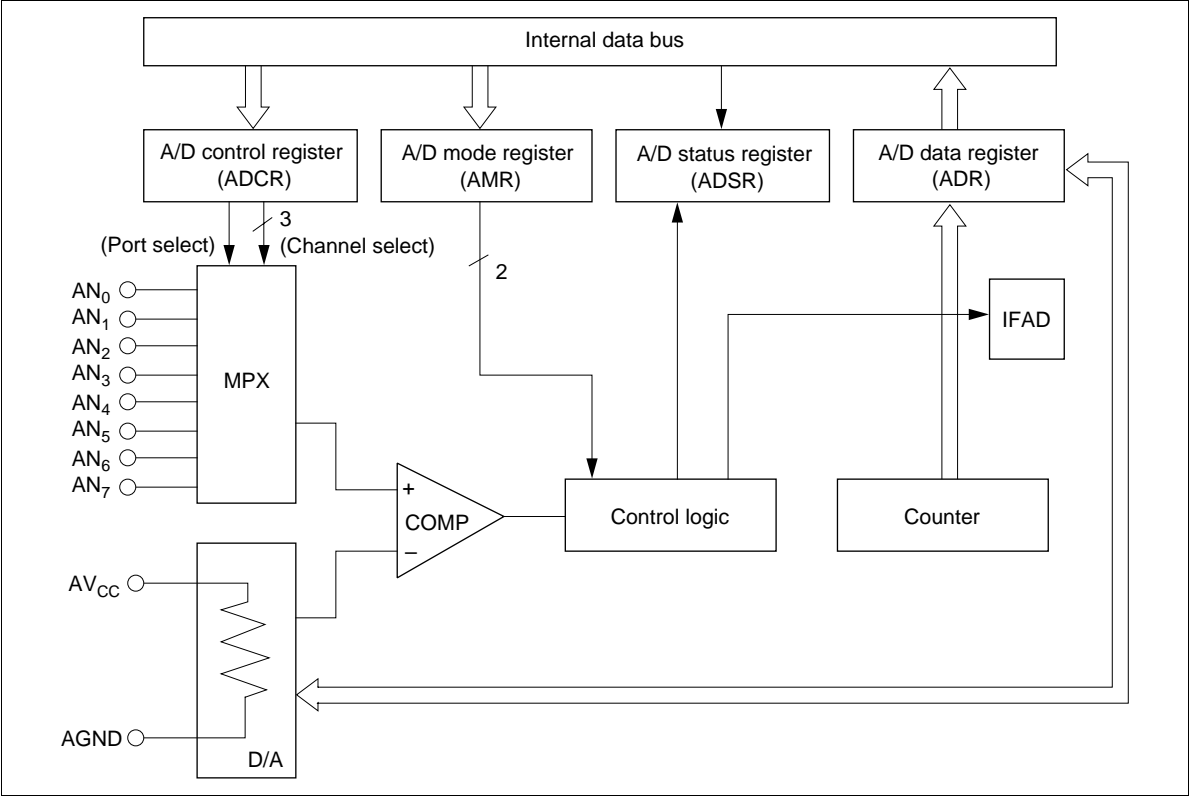 Internal data bus
A/D control register
(ADCR)
A/D mode register
(AMR)
A/D status register
(ADSR)
A/D data register
(ADR)
3
(Port select)
(Channel select)
2
AN0
AN1
AN2
AN3
AN4
AN5
AN6
AN7
MPX
IFAD
+
COMP
–
Control logic
Counter
AVCC
AGND
D/A